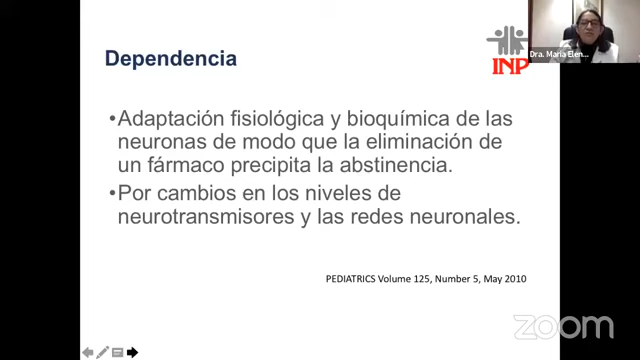 Dependencia
INP
Dra. Maria Elen...
•Adaptación fisiológica y bioquímica de las
neuronas de modo que la eliminación de
un fármaco precipita la abstinencia.
•Por cambios en los niveles de
neurotransmisores y las redes neuronales.
PEDIATRICS Volume 125, Number 5, May 2010
zoom